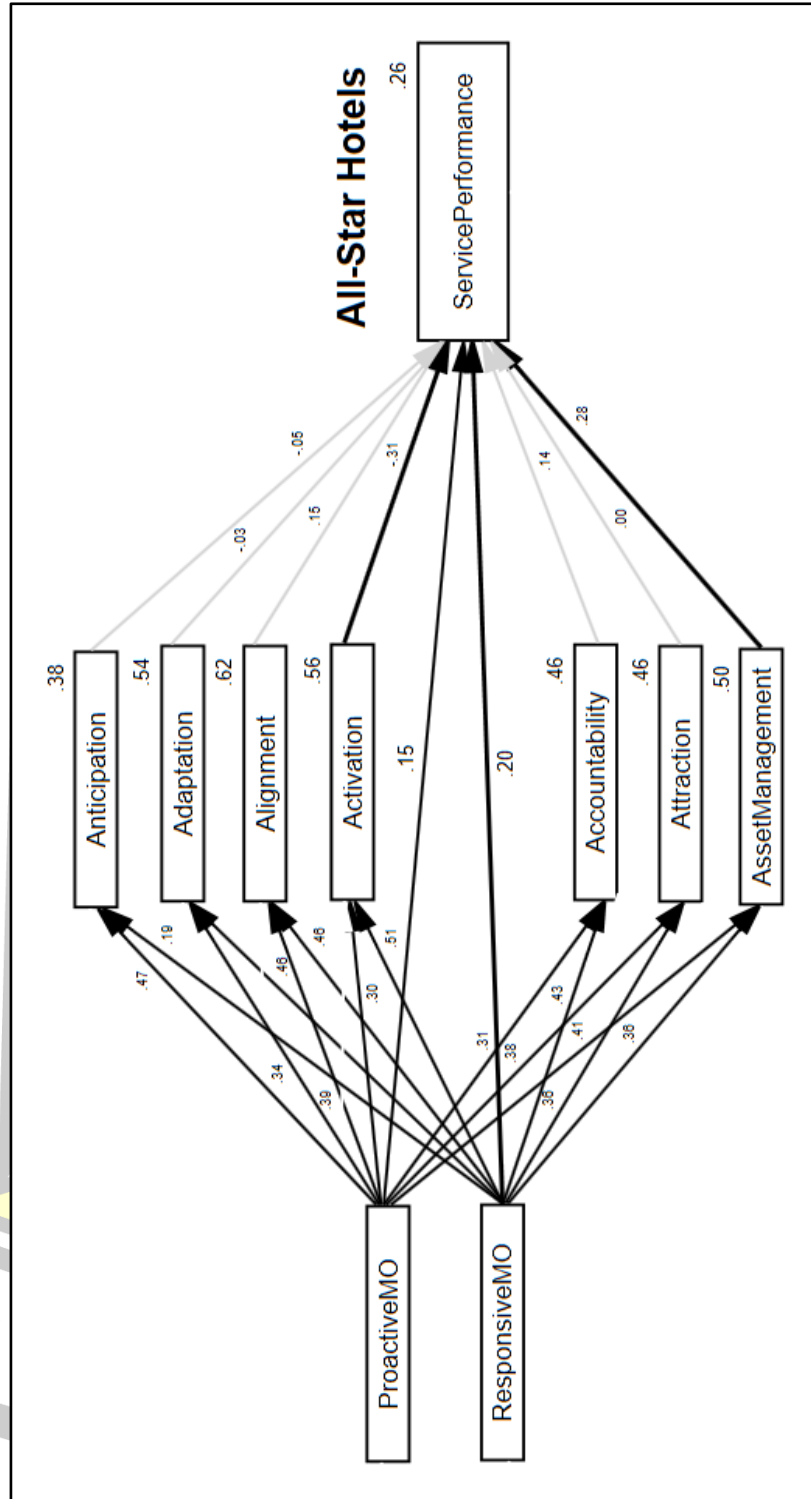 All-Star Hotels
.38
Anticipation
.54
Adaptation
.62
Alignment
.56
Activation
.46
Accountability
.46
Attraction
.50
AssetManagement
ProactiveMO
ResponsiveMO
.26
ServicePerformance
.47
.19
.34
.46
.39
.46
.30
.51
.31
.43
.38
.41
.36
.36
.15
.20
-.05
-.03
.15
-.31
.14
.00
.28